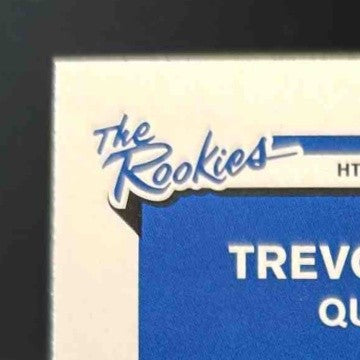 The
Rookies
HT
TREVO
QU